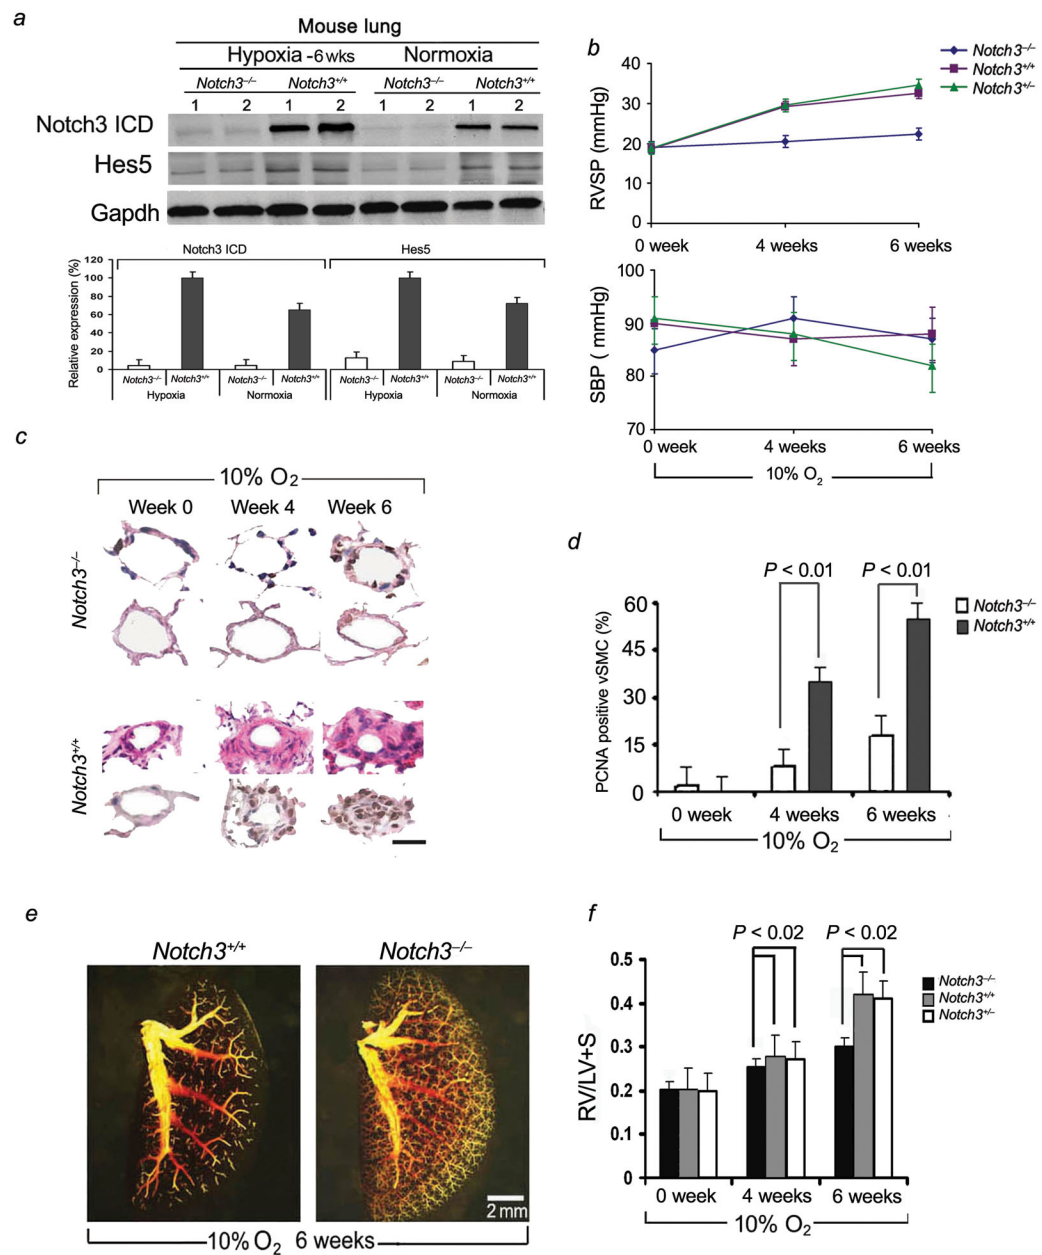 a
Mouse lung
Hypoxia -6 wks Normoxia
Notch3–/– Notch3+/+ Notch3–/– Notch3+/+
1 2 1 2 1 2 1 2
Notch3 ICD
Hes5
Gapdh
Notch3 ICD Hes5
Relative expression (%)
120
100
80
60
40
20
0
Notch3–/– Notch3+/+ Notch3–/– Notch3+/+ Notch3–/– Notch3+/+ Notch3–/– Notch3+/+
Hypoxia Normoxia Hypoxia Normoxia
b
Notch3–/–
Notch3+/+
Notch3+/–
RVSP (mmHg)
40
30
20
10
0
0 week 4 weeks 6 weeks
SBP ( mmHg)
100
90
80
70
0 week 4 weeks 6 weeks
10% O2
c
10% O2
Week 0 Week 4 Week 6
Notch3–/–
Notch3+/+
d
P < 0.01 P < 0.01
Notch3–/–
Notch3+/+
PCNA positive vSMC (%)
60
45
30
15
0
0 week 4 weeks 6 weeks
10% O2
e
Notch3+/+ Notch3–/–
2 mm
10% O2 6 weeks
f
P < 0.02 P < 0.02
Notch3–/–
Notch3+/+
Notch3+/–
RV/LV+S
0.5
0.4
0.3
0.2
0.1
0
0 week 4 weeks 6 weeks
10% O2